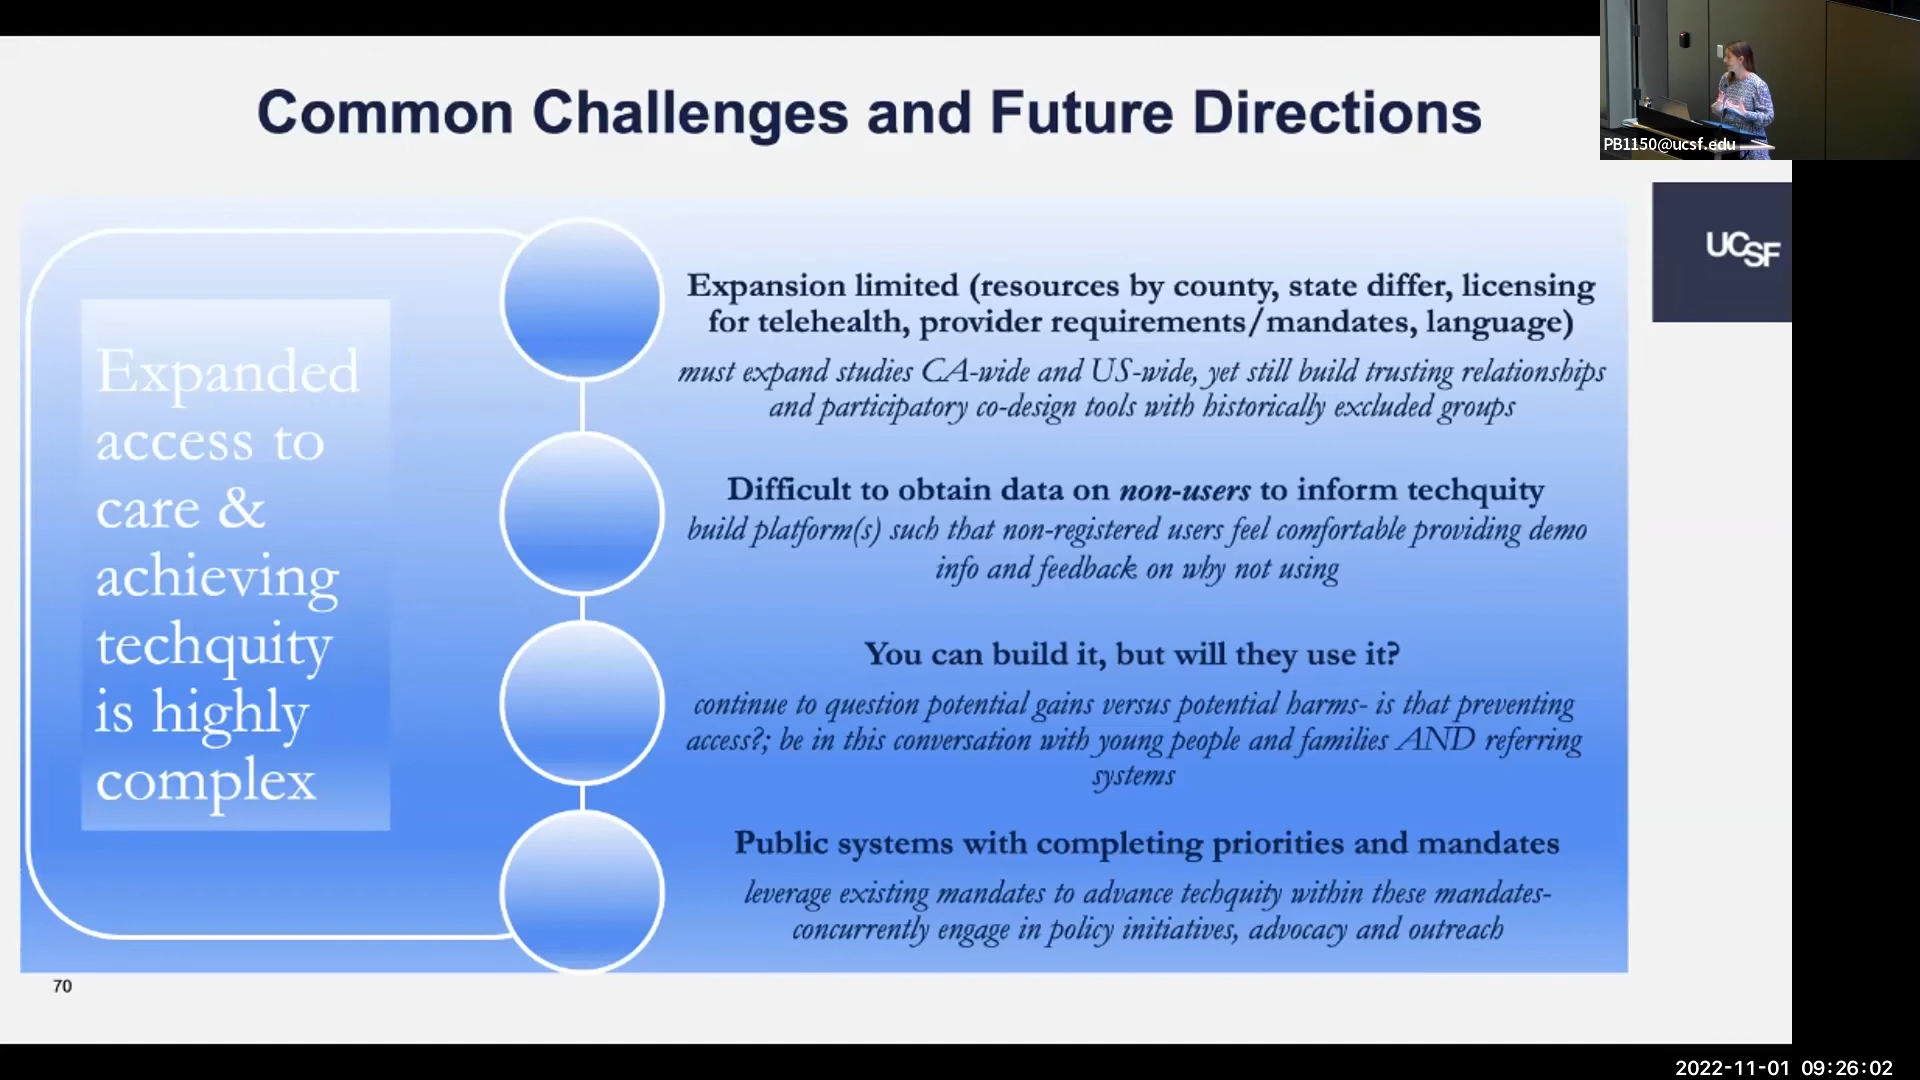 Common Challenges and Future Directions
PB1150@ucsf.edu
UCSF
Expanded
access to
care &
achieving
techquity
is highly
complex
Expansion limited (resources by county, state differ, licensing
for telehealth, provider requirements/mandates, language)
must expand studies CA-wide and US-wide, yet still build trusting relationships
and participatory co-design tools with historically excluded groups
Difficult to obtain data on non-users to inform techquity
build platform(s) such that non-registered users feel comfortable providing demo
info and feedback on why not using
You can build it, but will they use it?
continue to question potential gains versus potential harms- is that preventing
access?; be in this conversation with young people and families AND referring
systems
Public systems with completing priorities and mandates
leverage existing mandates to advance techquity within these mandates-
concurrently engage in policy initiatives, advocacy and outreach
70
2022-11-01 09:26:02